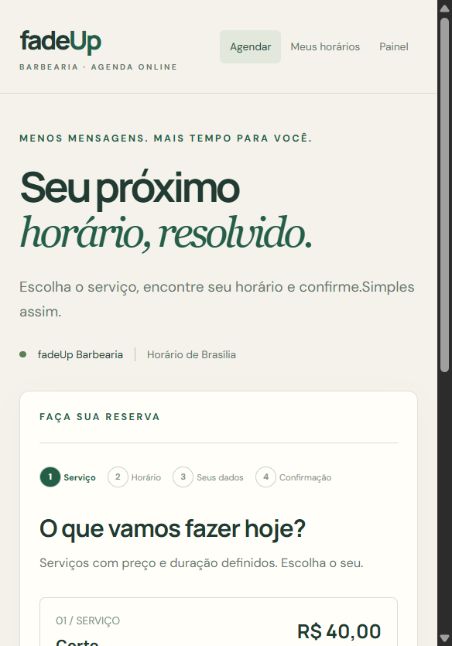 fadeUp
BARBEARIA · AGENDA ONLINE
Agendar
Meus horários
Painel
MENOS MENSAGENS. MAIS TEMPO PARA VOCÊ.
Seu próximo
horário, resolvido.
Escolha o serviço, encontre seu horário e confirme.Simples
assim.
fadeUp Barbearia
Horário de Brasília
FAÇA SUA RESERVA
1 Serviço
2 Horário
3 Seus dados
4 Confirmação
O que vamos fazer hoje?
Serviços com preço e duração definidos. Escolha o seu.
01 / SERVIÇO
R$ 40,00
Corte